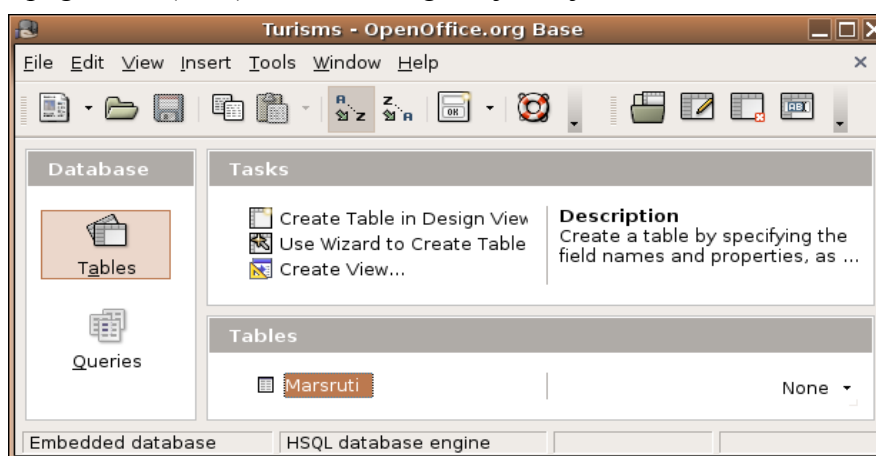 Turisms - OpenOffice.org Base
File Edit View Insert Tools Window Help
Database
Tables
Queries
Tasks
Create Table in Design View
Use Wizard to Create Table
Create View...
Description
Create a table by specifying the
field names and properties, as ...
Tables
Marsruti
None
Embedded database
HSQL database engine